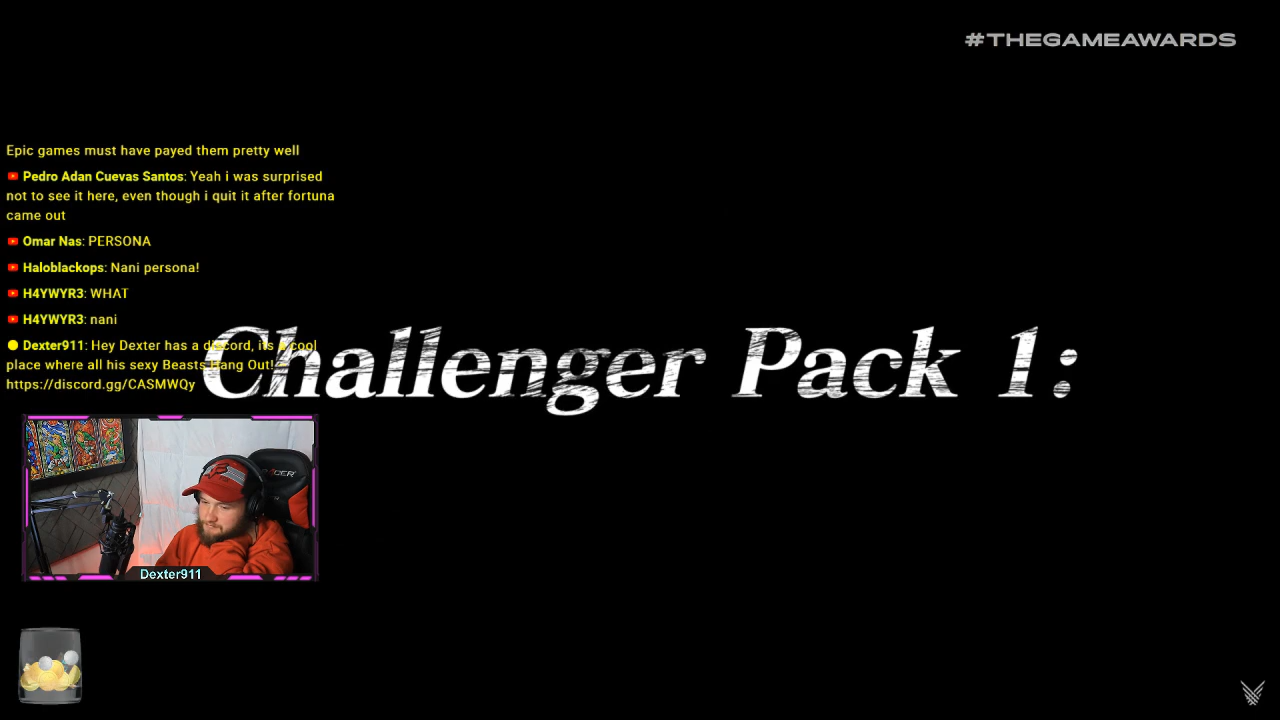 #THEGAMEAWARDS
Epic games must have payed them pretty well
Pedro Adan Cuevas Santos: Yeah i was surprised
not to see it here, even though i quit it after fortuna
came out
Omar Nas: PERSONA
Haloblackops: Nani persona!
H4YWYR3: WHAT
H4YWYR3: nani
Dexter911: Hey Dexter has a discord, its a cool
place where all his sexy Beasts Hang Out!
https://discord.gg/CASMWQy
Challenger Pack 1:
Dexter911